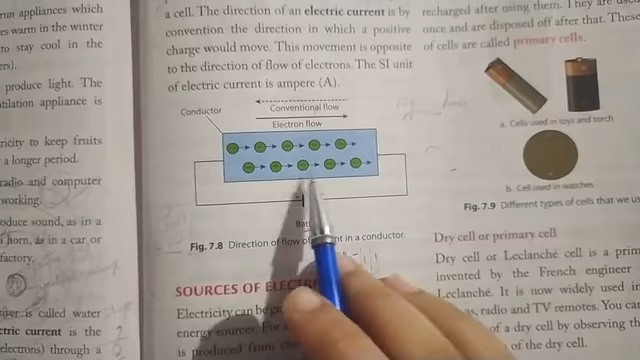 run appliances which
es warm in the winter
to stay cool in the
ers).
produce light. The
tilation appliance is
ricity to keep fruits
a longer period.
radio and computer
working.
oduce sound, as in a
horn, as in a car or
factory.
is called water
ctric current is the
electrons) through a
a cell. The direction of an electric current is by
convention the direction in which a positive
charge would move. This movement is opposite
to the direction of flow of electrons. The SI unit
of electric current is ampere (A).
Conductor
Conventional flow
Electron flow
Fig. 7.8 Direction of flow of in a conductor.
SOURCES OF
Electricity can be
energy sources.
is produced from
recharged after using them. They are
once and are disposed off after that. These
of cells are called primary cells.
a. Cells used in toys and torch
b. Cell used in watches
Fig. 7.9 Different types of cells that we
Dry cell or primary cell
Dry cell or Leclanché cell is a prim
invented by the French engineer
Leclanché. It is now widely used in
radio and TV remotes. You can
of a dry cell by observing th
of the dry cell.